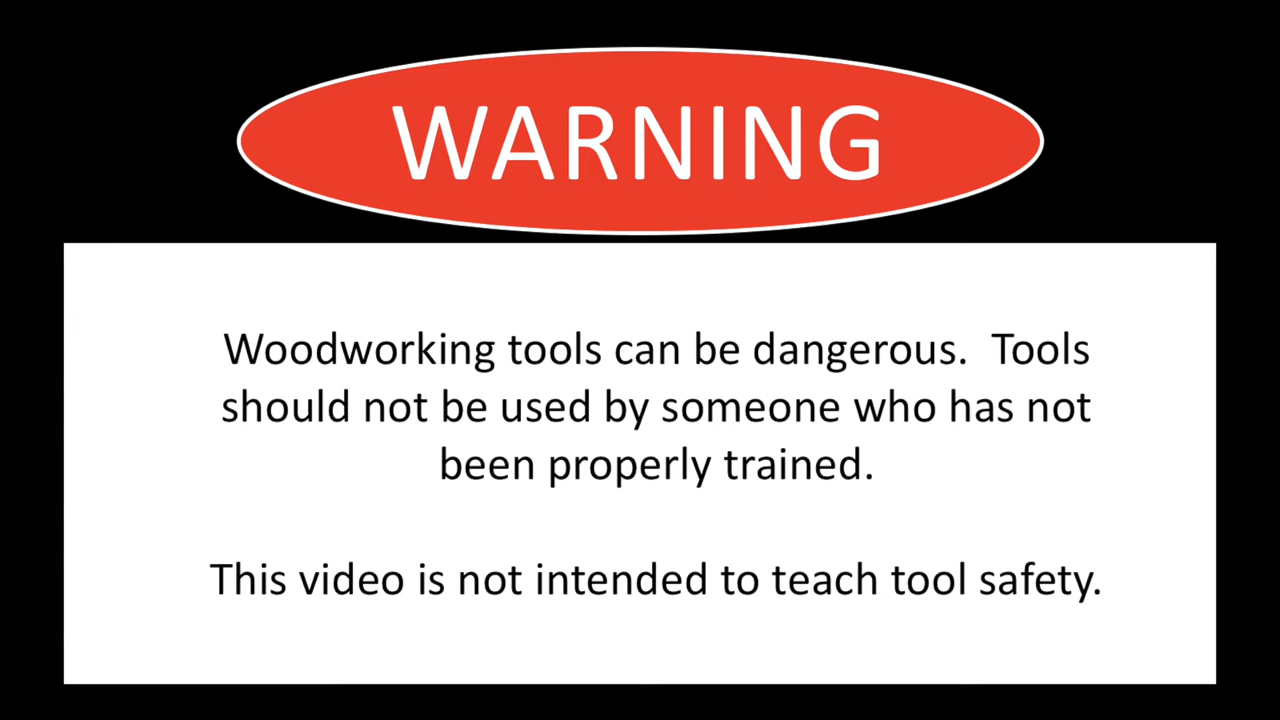 WARNING
Woodworking tools can be dangerous.  Tools
should not be used by someone who has not
been properly trained.
This video is not intended to teach tool safety.